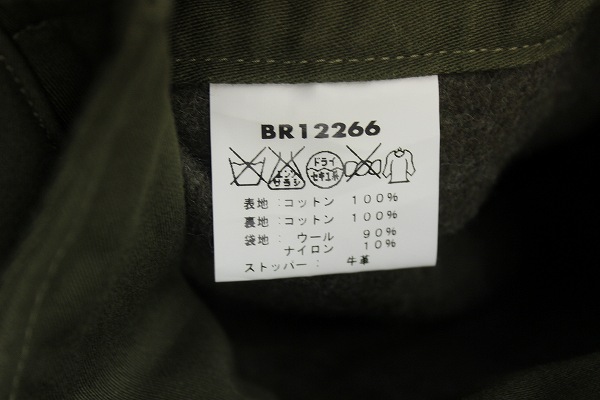 BR12266
エンソ
サラシ
ドライ
セキユ系
表地：コットン 100%
裏地：コットン 100%
袋地：ウール 90%
ナイロン 10%
ストッパー： 牛革